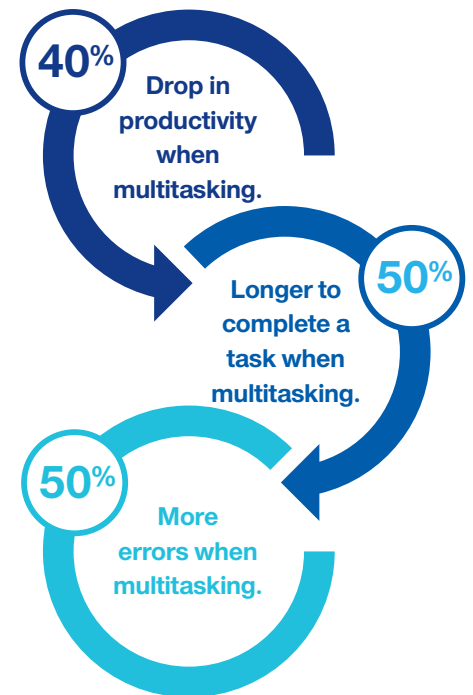 40%
Drop in
productivity
when
multitasking.
50%
Longer to
complete a
task when
multitasking.
50%
More
errors when
multitasking.